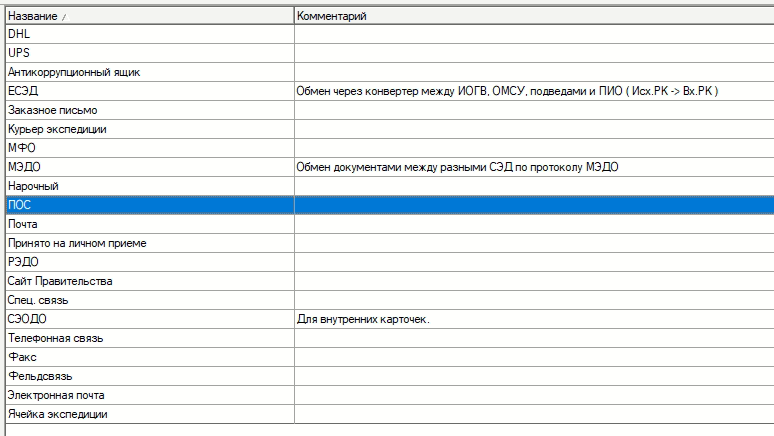 Название / Комментарий
DHL
UPS
Антикоррупционный ящик
ЕСЭД Обмен через конвертер между ИОГВ, ОМСУ, подведами и ПИО ( Исх.РК -> Вх.РК )
Заказное письмо
Курьер экспедиции
МФО
МЭДО Обмен документами между разными СЭД по протоколу МЭДО
Нарочный
ПОС
Почта
Принято на личном приеме
РЭДО
Сайт Правительства
Спец. связь
СЭОДО Для внутренних карточек.
Телефонная связь
Факс
Фельдсвязь
Электронная почта
Ячейка экспедиции